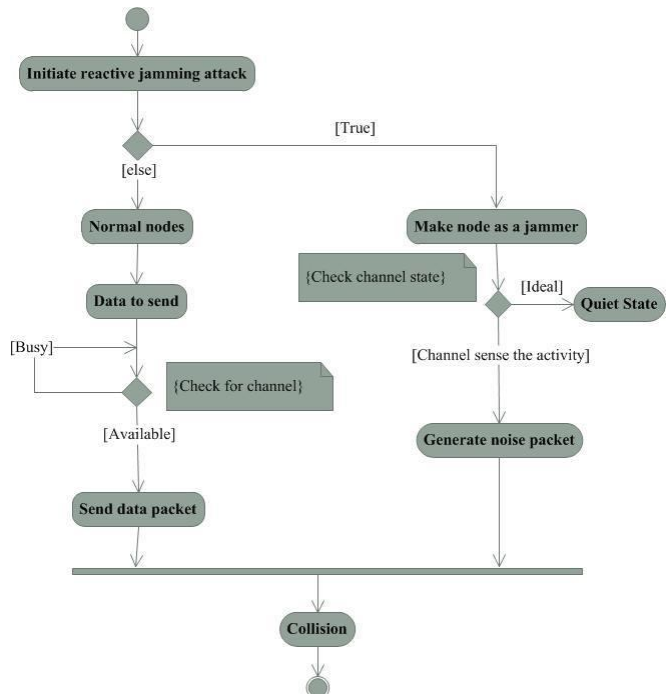 Initiate reactive jamming attack
[True]
[else]
Normal nodes
Make node as a jammer
{Check channel state}
[Ideal]
Data to send
Quiet State
[Busy]
[Channel sense the activity]
{Check for channel}
[Available]
Generate noise packet
Send data packet
Collision